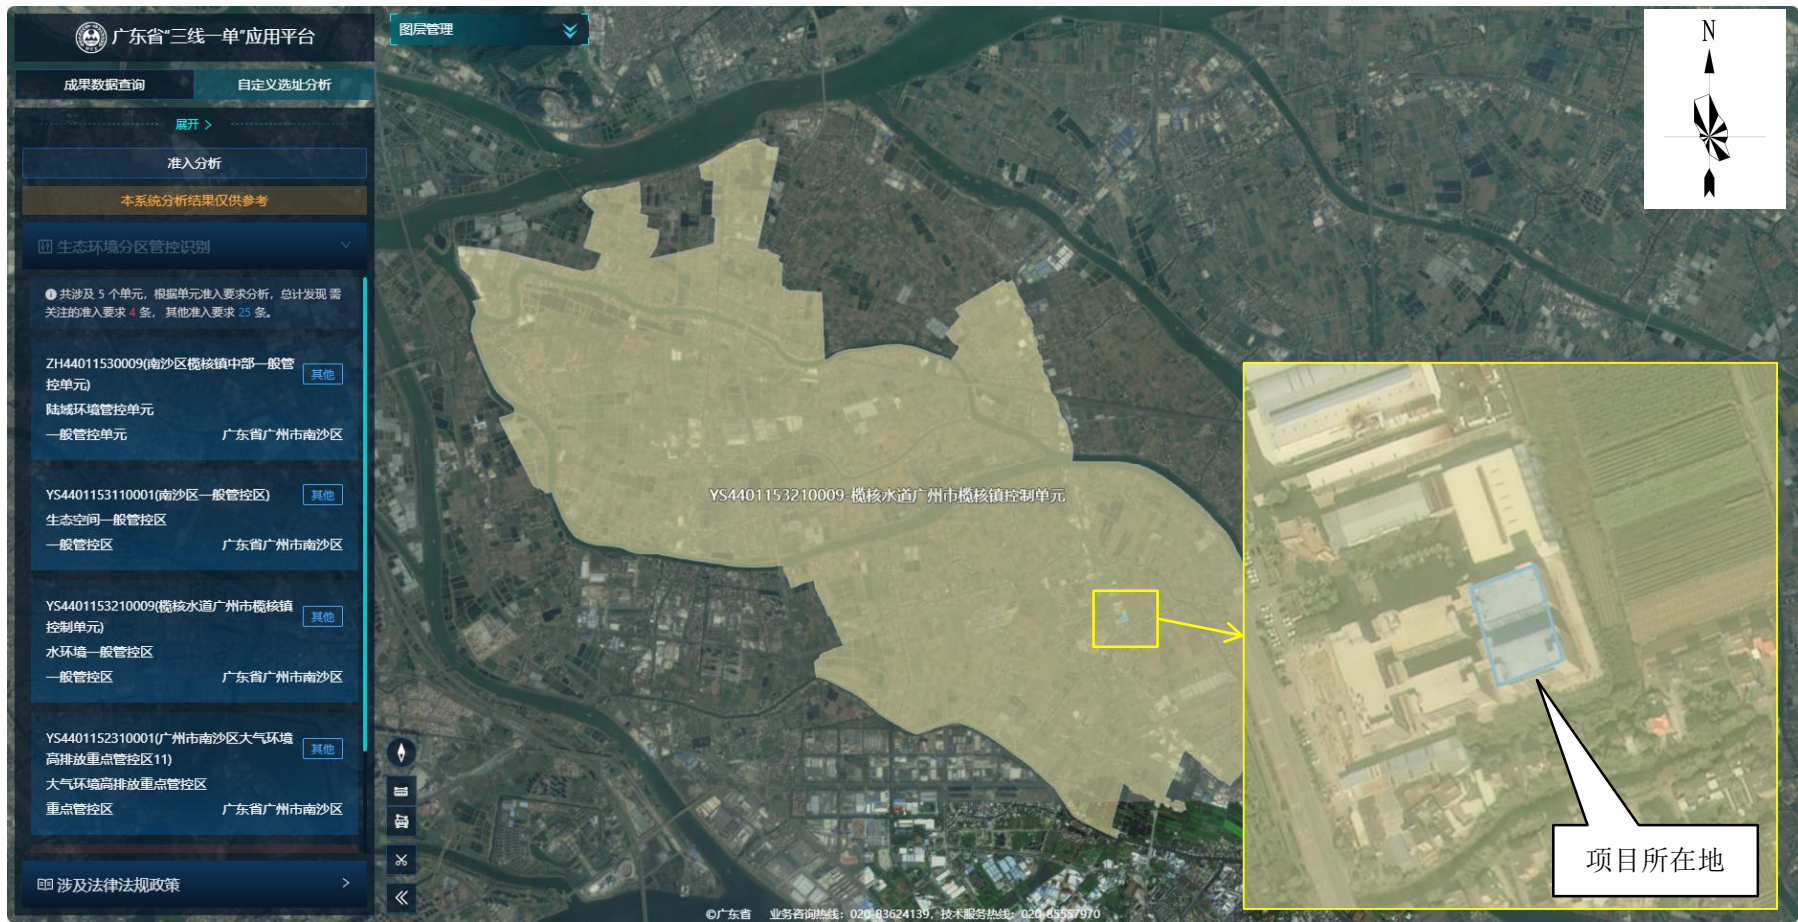 广东省“三线一单”应用平台
成果数据查询
自定义选址分析
展开 >
准入分析
本系统分析结果仅供参考
生态环境分区管控识别
共涉及 5 个单元，根据单元准入要求分析，总计发现 需
关注的准入要求 4 条， 其他准入要求 25 条。
ZH44011530009(南沙区榄核镇中部一般管
控单元)
其他
陆域环境管控单元
一般管控单元
广东省广州市南沙区
YS4401153110001(南沙区一般管控区)
其他
生态空间一般管控区
一般管控区
广东省广州市南沙区
YS4401153210009(榄核水道广州市榄核镇
控制单元)
其他
水环境一般管控区
一般管控区
广东省广州市南沙区
YS4401152310001(广州市南沙区大气环境
高排放重点管控区11)
其他
大气环境高排放重点管控区
重点管控区
广东省广州市南沙区
涉及法律法规政策
图层管理
YS4401153210009-榄核水道广州市榄核镇控制单元
N
项目所在地
©广东省 业务咨询热线：020-83624139，技术服务热线：020-85557970